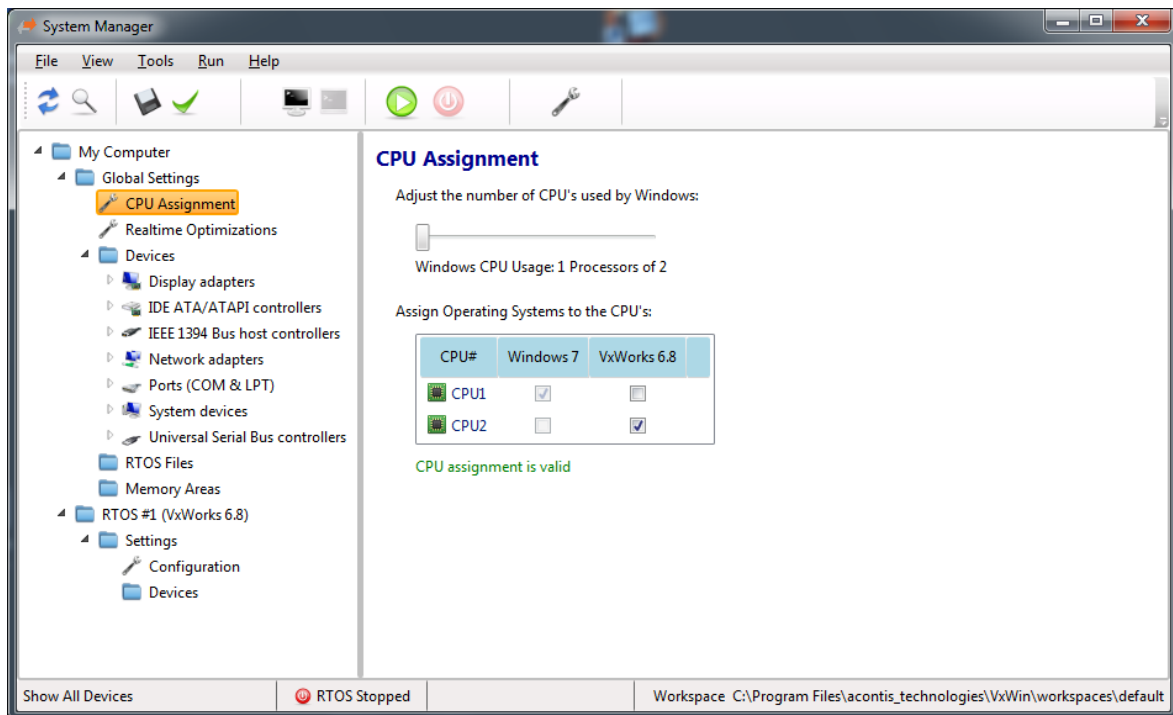 System Manager
File View Tools Run Help
My Computer
Global Settings
CPU Assignment
Realtime Optimizations
Devices
Display adapters
IDE ATA/ATAPI controllers
IEEE 1394 Bus host controllers
Network adapters
Ports (COM & LPT)
System devices
Universal Serial Bus controllers
RTOS Files
Memory Areas
RTOS #1 (VxWorks 6.8)
Settings
Configuration
Devices
CPU Assignment
Adjust the number of CPU's used by Windows:
Windows CPU Usage: 1 Processors of 2
Assign Operating Systems to the CPU's:
CPU# Windows 7 VxWorks 6.8
CPU1
CPU2
CPU assignment is valid
Show All Devices RTOS Stopped Workspace C:\Program Files\acontis_technologies\VxWin\workspaces\default